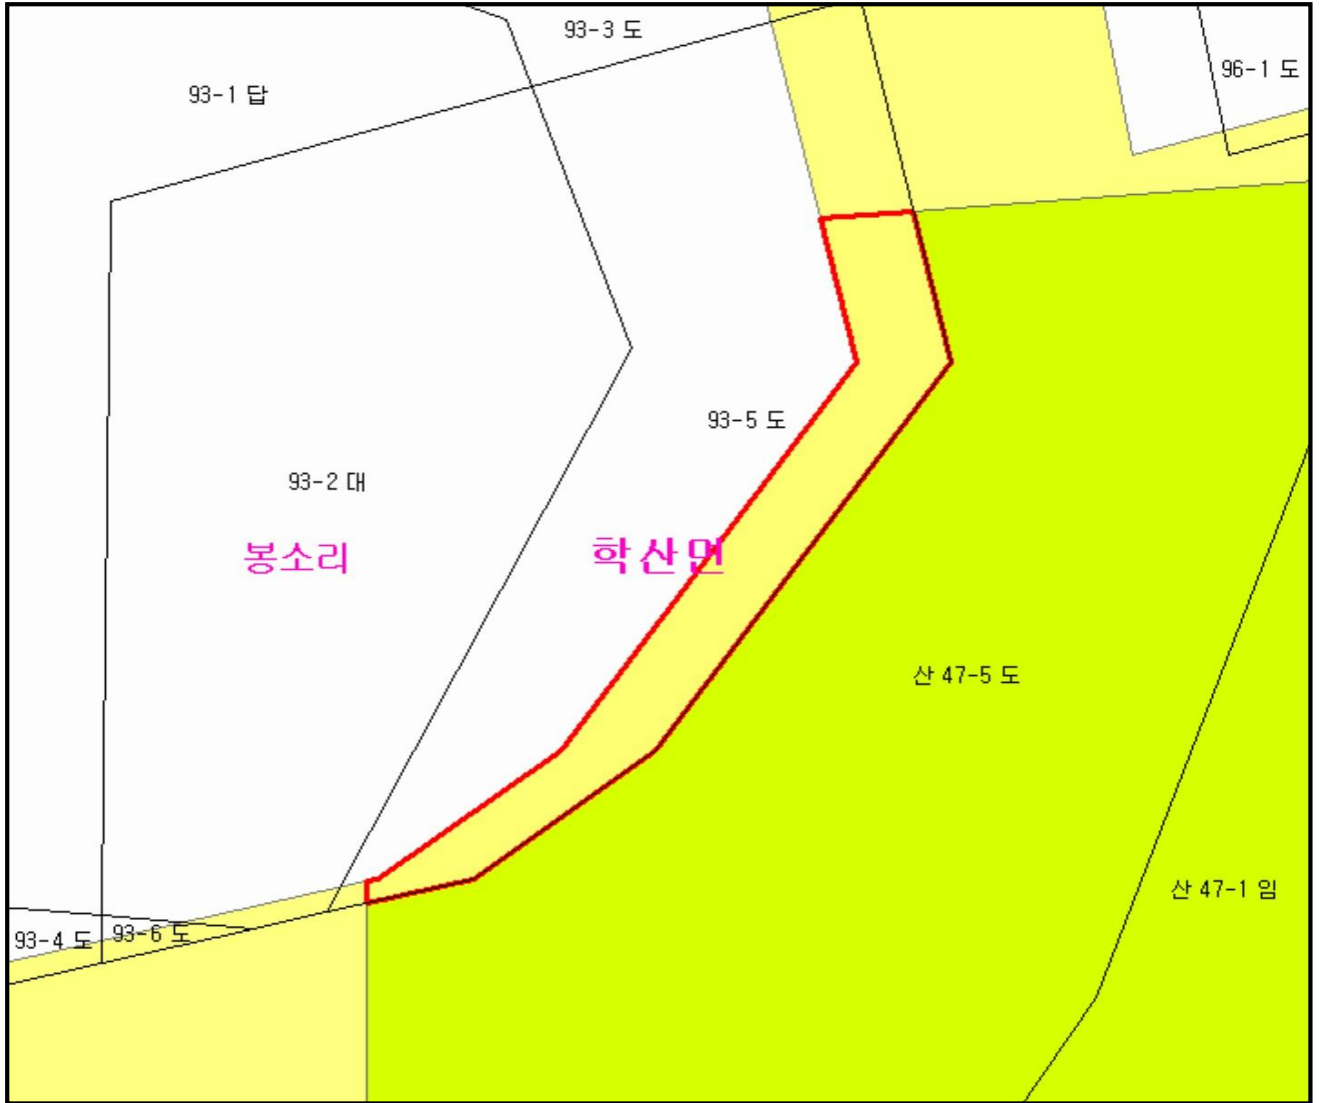 93-3 도
96-1 도
93-1 답
93-5 도
93-2 대
봉소리
학산면
산 47-5 도
산 47-1 임
93-4 도
93-6 도